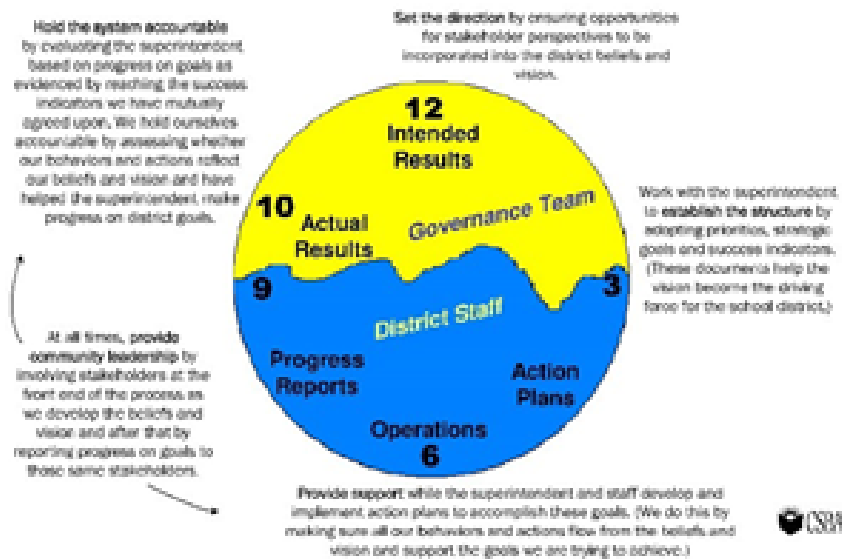 Set the direction by ensuring opportunities
for stakeholder perspectives to be
incorporated into the district beliefs and
vision.
Hold the system accountable
by evaluating the superintendent
based on progress on goals as
evidenced by reaching the success
indicators we have mutually
agreed upon. We hold ourselves
accountable by assessing whether
our behaviors and actions reflect
our beliefs and vision and have
helped the superintendent make
progress on district goals.
12
Intended
Results
10
Actual
Results
Governance Team
Work with the superintendent
to establish the structure by
adopting priorities, strategic
goals and success indicators.
(These documents help the
vision become the driving
force for the school district.)
9
3
District Staff
At all times, provide
community leadership by
involving stakeholders at the
front end of the process as
we develop the beliefs and
vision and after that by
reporting progress on goals to
those same stakeholders.
Progress
Reports
Action
Plans
Operations
6
Provide support while the superintendent and staff develop and
implement action plans to accomplish these goals. (We do this by
making sure all our behaviors and actions flow from the beliefs and
vision and support the goals we are trying to achieve.)
CSBA